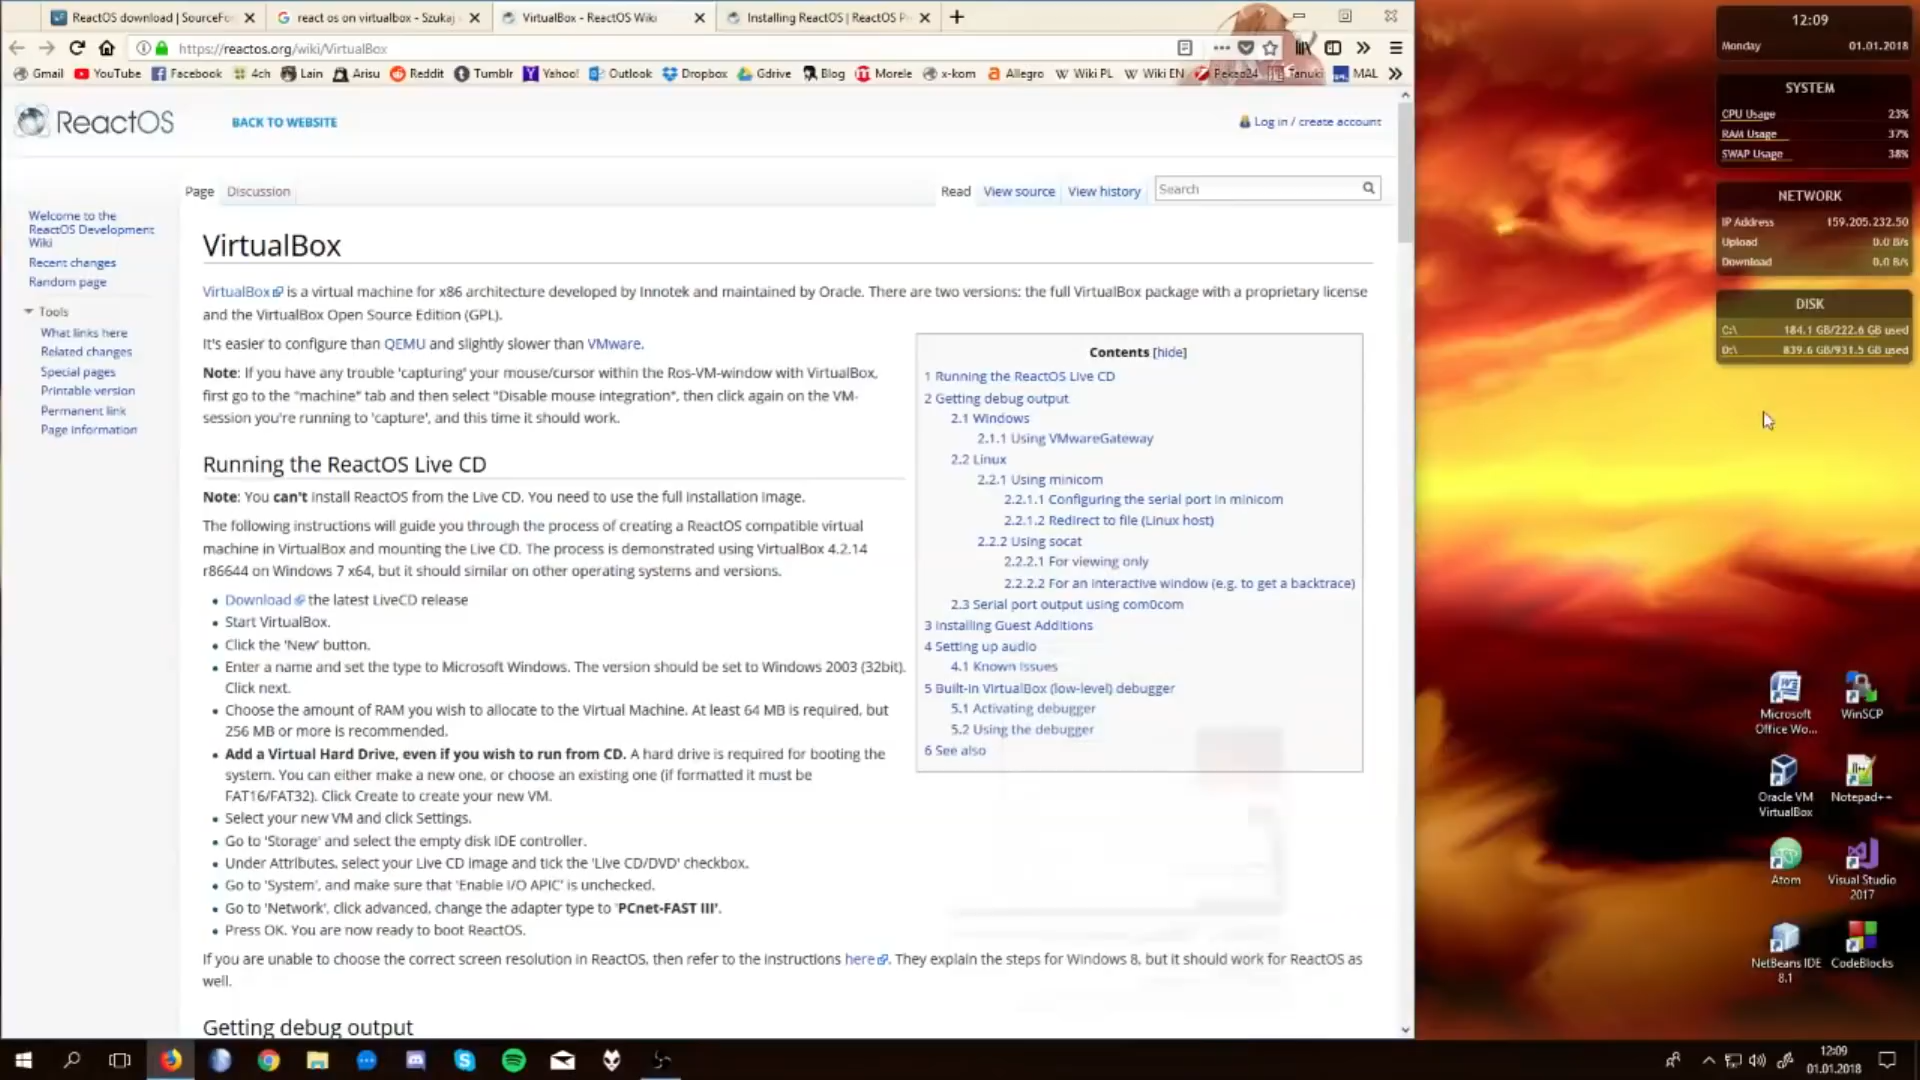 ReactOS download | SourceFo
react os on virtualbox - Szukaj
VirtualBox - ReactOS Wiki
Installing ReactOS | ReactOS P
https://reactos.org/wiki/VirtualBox
Gmail YouTube Facebook 4ch Lain Arisu Reddit Tumblr Yahoo! Outlook Dropbox Gdrive Blog Morele x-kom Allegro Wiki PL Wiki EN Pekao24 Tanuki MAL
ReactOS
BACK TO WEBSITE
Log in / create account
Page Discussion
Read View source View history Search
Welcome to the
ReactOS Development
Wiki
Recent changes
Random page
Tools
What links here
Related changes
Special pages
Printable version
Permanent link
Page information
VirtualBox
VirtualBox is a virtual machine for x86 architecture developed by Innotek and maintained by Oracle. There are two versions: the full VirtualBox package with a proprietary license
and the VirtualBox Open Source Edition (GPL).
It's easier to configure than QEMU and slightly slower than VMware.
Note: If you have any trouble 'capturing' your mouse/cursor within the Ros-VM-window with VirtualBox,
first go to the "machine" tab and then select "Disable mouse integration", then click again on the VM-
session you're running to 'capture', and this time it should work.
Contents [hide]
1 Running the ReactOS Live CD
2 Getting debug output
2.1 Windows
2.1.1 Using VMwareGateway
2.2 Linux
2.2.1 Using minicom
2.2.1.1 Configuring the serial port in minicom
2.2.1.2 Redirect to file (Linux host)
2.2.2 Using socat
2.2.2.1 For viewing only
2.2.2.2 For an interactive window (e.g. to get a backtrace)
2.3 Serial port output using com0com
3 Installing Guest Additions
4 Setting up audio
4.1 Known issues
5 Built-in VirtualBox (low-level) debugger
5.1 Activating debugger
5.2 Using the debugger
6 See also
Running the ReactOS Live CD
Note: You can't install ReactOS from the Live CD. You need to use the full installation image.
The following instructions will guide you through the process of creating a ReactOS compatible virtual
machine in VirtualBox and mounting the Live CD. The process is demonstrated using VirtualBox 4.2.14
r86644 on Windows 7 x64, but it should similar on other operating systems and versions.
Download the latest LiveCD release
Start VirtualBox.
Click the 'New' button.
Enter a name and set the type to Microsoft Windows. The version should be set to Windows 2003 (32bit).
Click next.
Choose the amount of RAM you wish to allocate to the Virtual Machine. At least 64 MB is required, but
256 MB or more is recommended.
Add a Virtual Hard Drive, even if you wish to run from CD. A hard drive is required for booting the
system. You can either make a new one, or choose an existing one (if formatted it must be
FAT16/FAT32). Click Create to create your new VM.
Select your new VM and click Settings.
Go to 'Storage' and select the empty disk IDE controller.
Under Attributes, select your Live CD image and tick the 'Live CD/DVD' checkbox.
Go to 'System', and make sure that 'Enable I/O APIC' is unchecked.
Go to 'Network', click advanced, change the adapter type to 'PCnet-FAST III'.
Press OK. You are now ready to boot ReactOS.
If you are unable to choose the correct screen resolution in ReactOS, then refer to the instructions here. They explain the steps for Windows 8, but it should work for ReactOS as
well.
Getting debug output
12:09
Monday 01.01.2018
SYSTEM
CPU Usage 23%
RAM Usage 37%
SWAP Usage 38%
NETWORK
IP Address 159.205.232.50
Upload 0.0 B/s
Download 0.0 B/s
DISK
C:\ 184.1 GB/222.6 GB used
D:\ 839.6 GB/931.5 GB used
Microsoft
Office Wo...
WinSCP
Oracle VM
VirtualBox
Notepad++
Atom
Visual Studio
2017
NetBeans IDE
8.1
CodeBlocks
12:09
01.01.2018